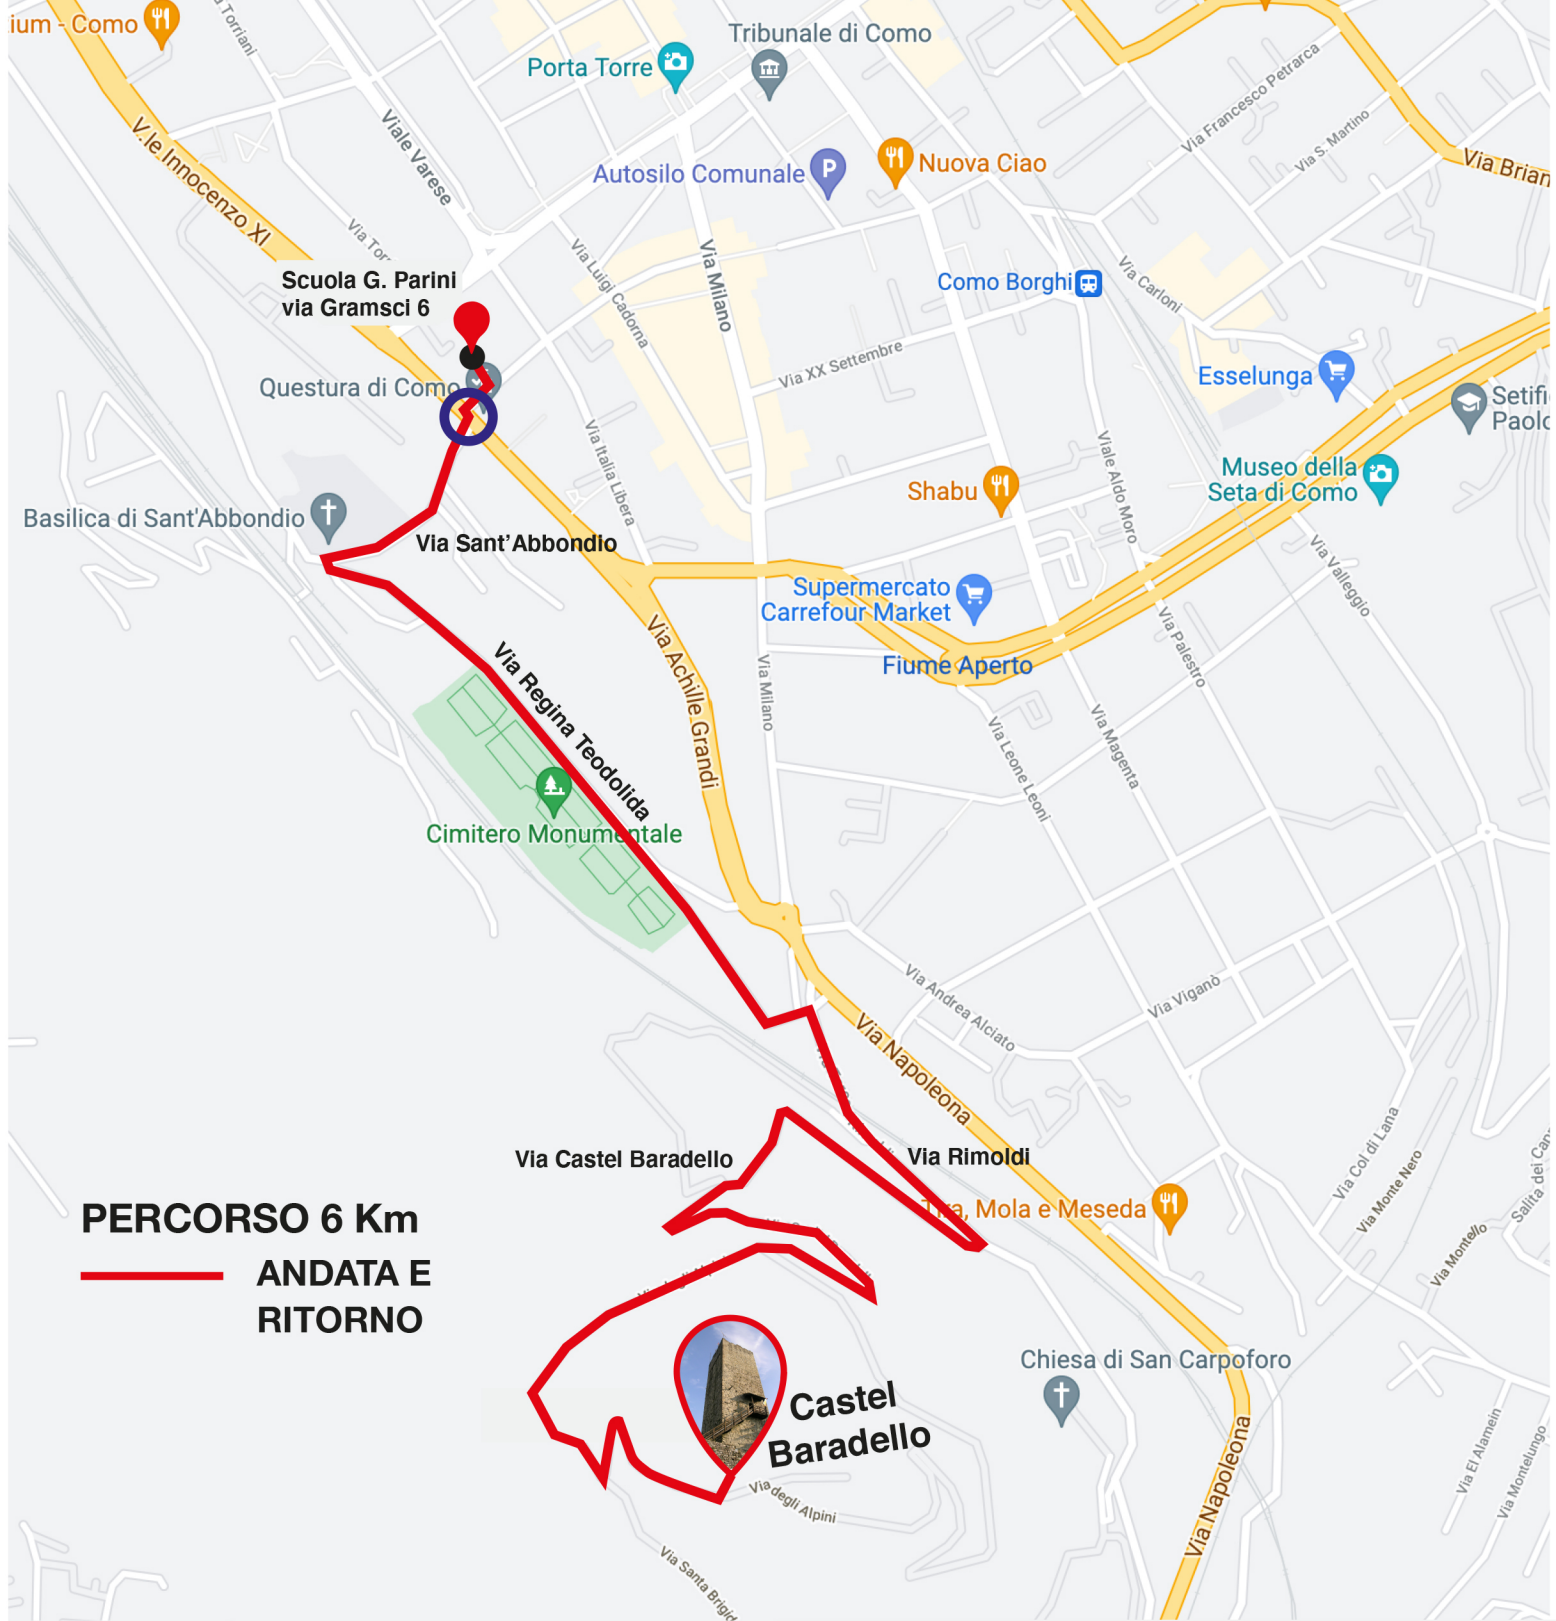 ium - Como
Torriani
Tribunale di Como
Porta Torre
Via Francesco Petrarca
Via S. Martino
Via Brian
V.le Innocenzo XI
Viale Varese
Autosilo Comunale
P
Nuova Ciao
Via Torr
Via Luigi Cadorna
Via Milano
Como Borghi
Via Carloni
Scuola G. Parini
via Gramsci 6
Questura di Como
Via XX Settembre
Esselunga
Setifi
Paolo
Via Italia Libera
Viale Aldo Moro
Museo della
Seta di Como
Shabu
Basilica di Sant'Abbondio
Via Sant'Abbondio
Via Valleggio
Supermercato
Carrefour Market
Via Achille Grandi
Via Palestro
Fiume Aperto
Via Milano
Via Regina Teodolida
Via Magenta
Via Leone Leoni
Cimitero Monumentale
Via Andrea Alciato
Via Viganò
Via Napoleona
Via Col di Lana
Via Monte Nero
Salita dei Cap
Via Castel Baradello
Via Rimoldi
Mola e Meseda
Via Montello
PERCORSO 6 Km
ANDATA E
RITORNO
Chiesa di San Carpoforo
Castel
Baradello
Via degli Alpini
Via Napoleona
Via El Alamein
Via Montelungo
Via Santa Brigid